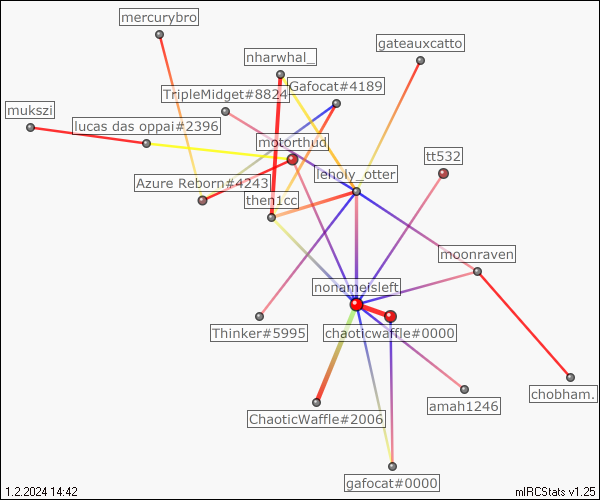 mercurybro
gateauxcatto
nharwhal_
Gafocat#4189
TripleMidget#8824
mukszi
lucas das oppai#2396
motorthud
tt532
leholy_otter
Azure Reborn#4243
then1cc
moonraven
nonameisleft
Thinker#5995
chaoticwaffle#0000
chobham.
amah1246
ChaoticWaffle#2006
gafocat#0000
1.2.2024 14:42
mIRCStats v1.25